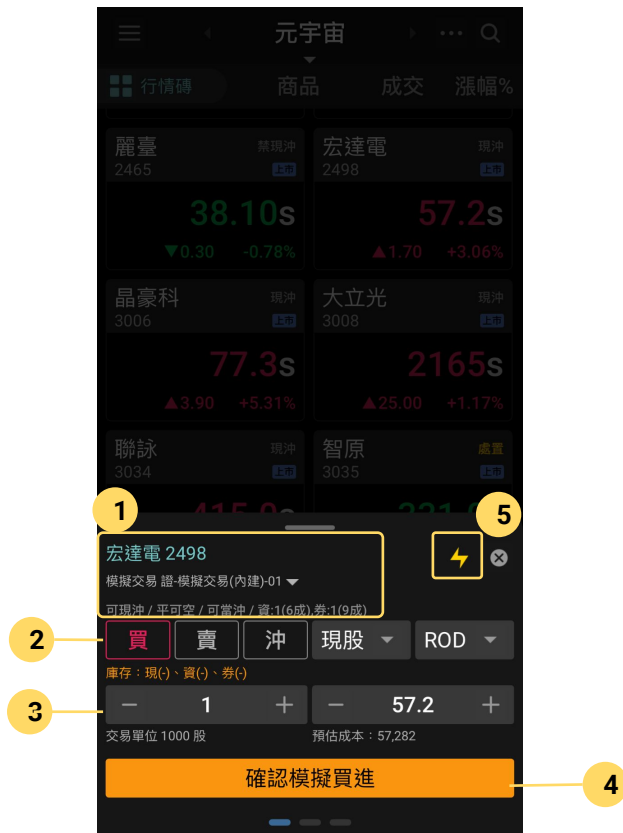 元宇宙
行情磚 商品 成交 漲幅%
麗臺 禁現沖
2465 上市
38.10s
▼0.30 -0.78%
宏達電 現沖
2498 上市
57.2s
▲1.70 +3.06%
晶豪科 現沖
3006 上市
77.3s
▲3.90 +5.31%
大立光 現沖
3008 上市
2165s
▲25.00 +1.17%
聯詠 現沖
3034 上市
智原 處置
3035 上市
1
5
宏達電 2498
模擬交易 證-模擬交易(內建)-01
可現沖 / 平可空 / 可當沖 / 資:1(6成),券:1(9成)
2
買 賣 沖 現股 ROD
庫存：現(-)、資(-)、券(-)
3
− 1 + − 57.2 +
交易單位 1000 股 預估成本：57,282
確認模擬買進
4